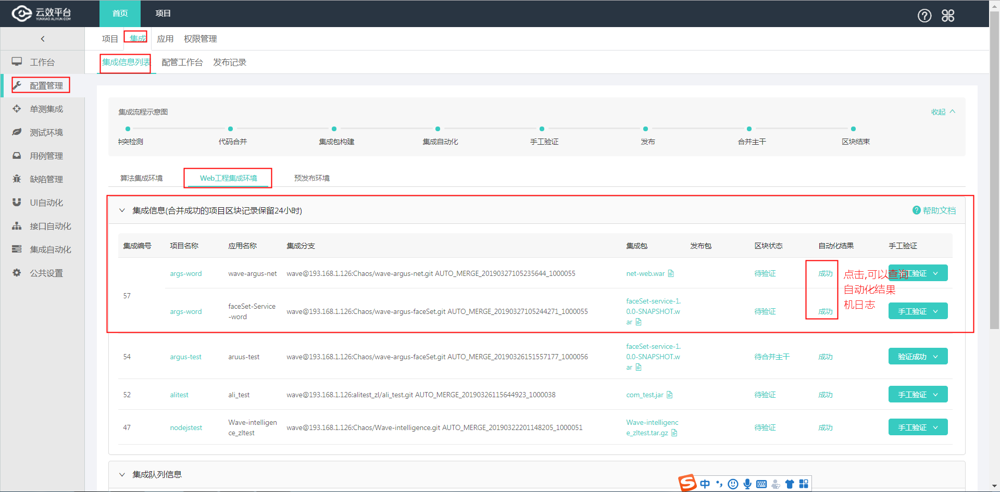 云效平台
YUNXIAO.ALIYUN.COM
首页
项目
项目
集成
应用
权限管理
集成信息列表
配管工作台
发布记录
工作台
配置管理
单测集成
测试环境
用例管理
缺陷管理
UI自动化
接口自动化
集成自动化
公共设置
集成流程示意图
收起
冲突检测
代码合并
集成包构建
集成自动化
手工验证
发布
合并主干
区块结束
算法集成环境
Web工程集成环境
预发布环境
集成信息(合并成功的项目区块记录保留24小时)
帮助文档
集成编号 项目名称 应用名称 集成分支 集成包 发布包 区块状态 自动化结果 手工验证
57
args-word
wave-argus-net
wave@193.168.1.126:Chaos/wave-argus-net.git AUTO_MERGE_20190327105235644_1000055
net-web.war
待验证
成功
手工验证
点击,可以查询
自动化结果
机日志
args-word
faceSet-Service
-word
wave@193.168.1.126:Chaos/wave-argus-faceSet.git AUTO_MERGE_20190327105244271_1000055
faceSet-service-1.
0.0-SNAPSHOT.w
ar
待验证
成功
手工验证
54
argus-test
aruus-test
wave@193.168.1.126:Chaos/wave-argus-faceSet.git AUTO_MERGE_20190326151557177_1000056
faceSet-service-1.
0.0-SNAPSHOT.w
ar
待合并主干
成功
验证成功
52
alitest
ali_test
wave@193.168.1.126:alitest_zl/ali_test.git AUTO_MERGE_20190326115644923_1000038
com_test.jar
待验证
成功
手工验证
47
nodejstest
Wave-intelligen
ce_zltest
wave@193.168.1.126:Chaos/Wave-intelligence.git AUTO_MERGE_20190322201148205_1000051
Wave-intelligenc
e_zltest.tar.gz
待验证
成功
手工验证
集成队列信息
中